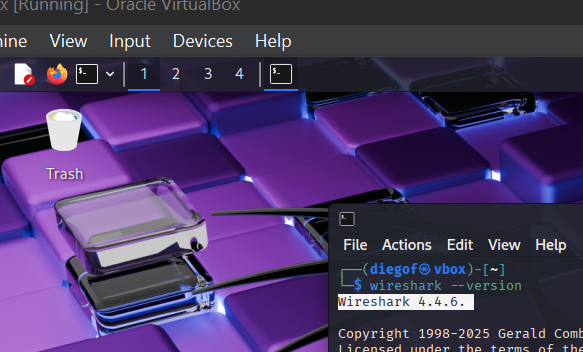 x [Running] - Oracle VirtualBox
hine View Input Devices Help
1 2 3 4
Trash
File Actions Edit View Help
(diegof㉿vbox)-[~]
$ wireshark --version
Wireshark 4.4.6.
Copyright 1998-2025 Gerald Comb
Licensed under the terms of the